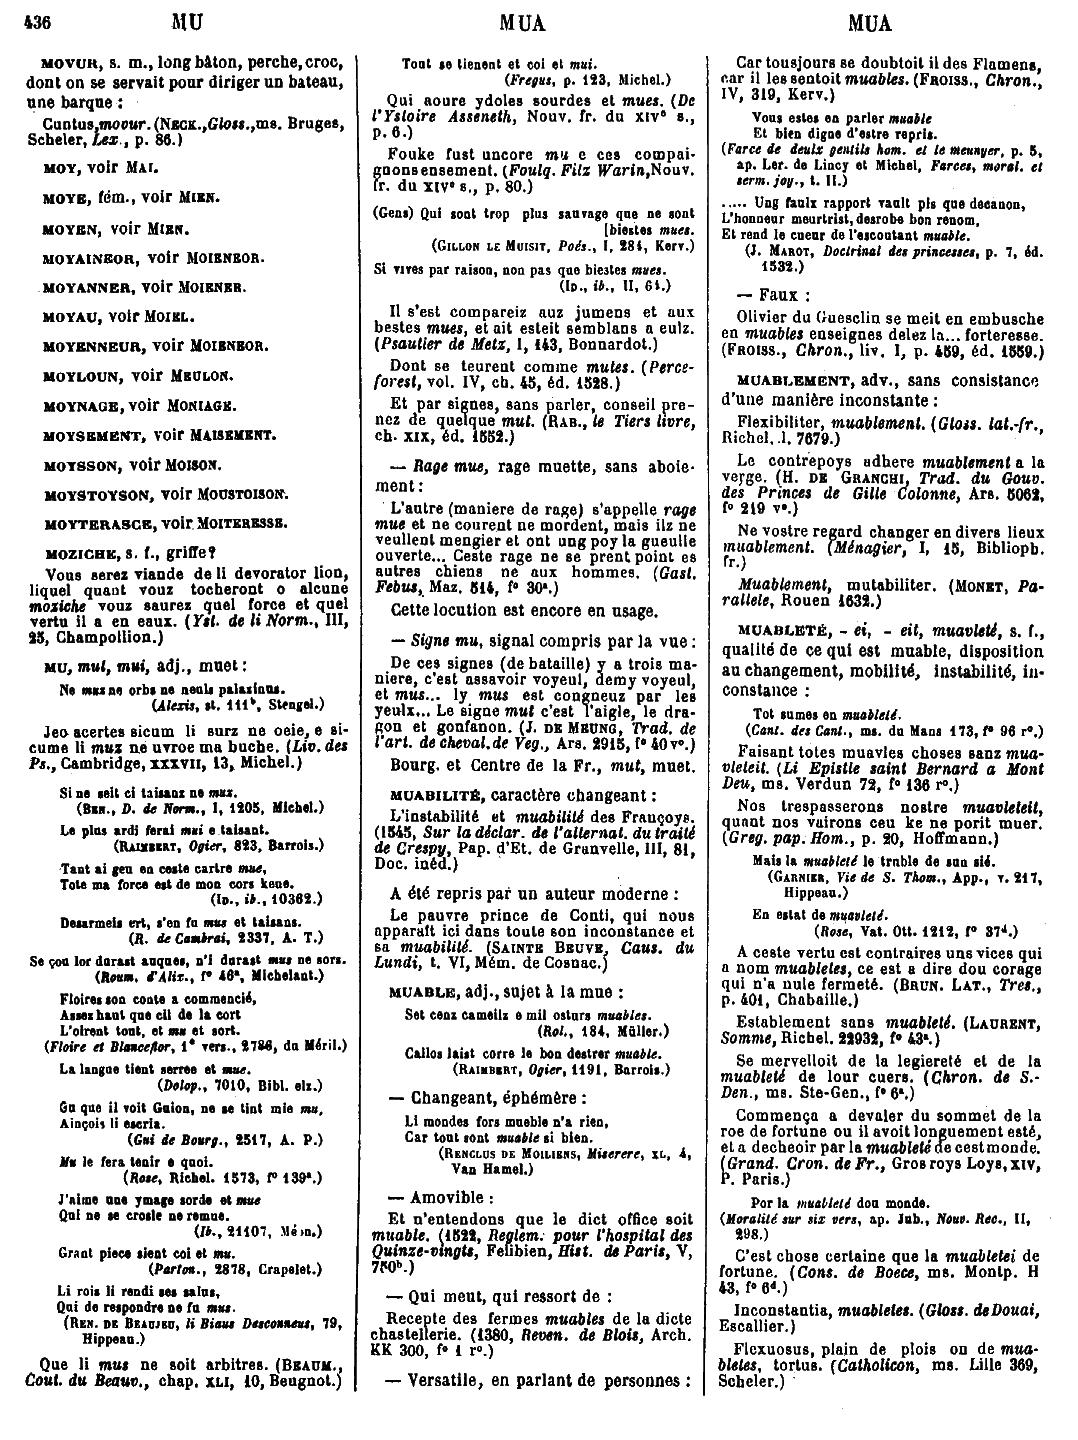 436 MU MUA MUA
MOVUR, s. m., long bâton, perche, croc,
dont on se servait pour diriger un bateau,
une barque :
Cuntus, movur. (NECK., Gloss., ms. Bruges,
Scheler, Lex., p. 86.)
MOY, voir MAI.
MOYE, fém., voir MIEN.
MOYEN, voir MIEN.
MOYAINEOR, voir MOIENEOR.
MOYANNER, voir MOIENER.
MOYAU, voir MOIEL.
MOYENNEUR, voir MOIENEOR.
MOYLOUN, voir MEULON.
MOYNAGE, voir MONIAGE.
MOYSEMENT, voir MAISEMENT.
MOYSSON, voir MOISON.
MOYSTOYSON, voir MOUSTOISON.
MOYTERASCE, voir MOITERESSE.
MOZICHE, s. f., griffe?
Vous serez viande de li devorator lion,
liquel quant vouz tocheront o alcune
moziche vouz saurez quel force et quel
vertu il a en eaux. (Yst. de li Norm., III,
25, Champollion.)
MU, mut, mui, adj., muet :
Ne muz ne orbs ne neuls palazinus.
(Alexis, st. 111b, Stengel.)
Jeo acertes sicum li surz ne oeie, e si-
cume li muz ne uvroe ma buche. (Liv. des
Ps., Cambridge, XXXVII, 13, Michel.)
Si ne seit ci taisanz ne mus.
(BEN., D. de Norm., I, 1205, Michel.)
Le plus ardi ferai mui e taisant.
(RAIMBERT, Ogier, 823, Barrois.)
Tant ai geu en ceste cartre mue,
Tote ma force est de mon cors keue.
(ID., ib., 10362.)
Desarmeis ert, s'en fu mus et taisans.
(R. de Cambrai, 2337, A. T.)
Se çou lor durast auques, n'i durast mus ne sors.
(Roum. d'Alix., fº 46a, Michelant.)
Floires son conte a commencié,
Assez haut que cil de la cort
L'oirent tout, et mu et sort.
(Floire et Blanceflor, 1e vers., 2786, du Méril.)
La langue tient serree et mue.
(Dolop., 7010, Bibl. elz.)
Gu que il voit Guion, ne se tint mie mu,
Ainçois li escria.
(Gui de Bourg., 2517, A. P.)
Mu le fera tenir e quoi.
(Rose, Richel. 1573, fº 139a.)
J'aime une ymage sorde et mue
Qui ne se crosle ne remue.
(Ib., 21107, Méon.)
Grant piece sient coi et mu.
(Parton., 2878, Crapelet.)
Li rois li rendi ses salus,
Qui de respondre ne fu mus.
(REN. DE BEAUJEU, li Biaus Desconneus, 79,
Hippeau.)
Que li mus ne soit arbitres. (BEAUM.,
Cout. du Beauv., chap. XLI, 10, Beugnot.)
Tout se tienent et coi et mui.
(Fregus, p. 123, Michel.)
Qui aoure ydoles sourdes et mues. (De
l'Ystoire Asseneth, Nouv. fr. du XIVe s.,
p. 6.)
Fouke fust uncore mu e ces compai-
gnons ensement. (Foulq. Filz Warin, Nouv.
fr. du XIVe s., p. 80.)
(Gens) Qui sont trop plus sauvage que ne sont
[biestes mues.
(GILLON LE MUISIT, Poés., I, 284, Kerv.)
Si vives par raison, non pas que biestes mues.
(ID., ib., II, 61.)
Il s'est compareiz auz jumens et aux
bestes mues, et ait esteit semblans a eulz.
(Psautier de Metz, I, 143, Bonnardot.)
Dont se teurent comme mutes. (Perce-
forest, vol. IV, ch. 45, éd. 1528.)
Et par signes, sans parler, conseil pre-
nez de quelque mut. (RAB., le Tiers livre,
ch. XIX, éd. 1552.)
— Rage mue, rage muette, sans aboie-
ment :
L'autre (maniere de rage) s'appelle rage
mue et ne courent ne mordent, mais ilz ne
veullent mengier et ont ung poy la gueulle
ouverte... Ceste rage ne se prent point es
autres chiens ne aux hommes. (Gast.
Febus, Maz. 514, fº 30a.)
Cette locution est encore en usage.
— Signe mu, signal compris par la vue :
De ces signes (de bataille) y a trois ma-
niere, c'est assavoir voyeul, demy voyeul,
et mus... ly mus est congneuz par les
yeulx... Le signe mut c'est l'aigle, le dra-
gon et gonfanon. (J. DE MEUNG, Trad. de
l'art. de cheval. de Veg., Ars. 2915, fº 40 vº.)
Bourg. et Centre de la Fr., mut, muet.
MUABILITÉ, caractère changeant :
L'instabilité et muabilité des Françoys.
(1545, Sur la déclar. de l'alternat. du traité
de Crespy, Pap. d'Et. de Granvelle, III, 81,
Doc. inéd.)
A été repris par un auteur moderne :
Le pauvre prince de Conti, qui nous
apparaît ici dans toute son inconstance et
sa muabilité. (SAINTE BEUVE, Caus. du
Lundi, t. VI, Mém. de Cosnac.)
MUABLE, adj., sujet à la mue :
Set cenz cameilz e mil osturs muables.
(Rol., 184, Müller.)
Callos laist corre le bon destrer muable.
(RAIMBERT, Ogier, 1191, Barrois.)
— Changeant, éphémère :
Li mondes fors mueble n'a rien,
Car tout sont muable si bien.
(RENCLUS DE MOILIENS, Miserere, XL, 4,
Van Hamel.)
— Amovible :
Et n'entendons que le dict office soit
muable. (1522, Reglem. pour l'hospital des
Quinze-vingts, Felibien, Hist. de Paris, V,
750b.)
— Qui meut, qui ressort de :
Recepte des fermes muables de la dicte
chastellerie. (1380, Reven. de Blois, Arch.
KK 300, fº 1 rº.)
— Versatile, en parlant de personnes :
Car tousjours se doubtoit il des Flamens,
car il les sentoit muables. (FROISS., Chron.,
IV, 319, Kerv.)
Vous estes en parler muable
Et bien digne d'estre repris.
(Farce de deulx gentils hom. et le meunyer, p. 5,
ap. Ler. de Lincy et Michel, Farces, moral. et
serm. joy., t. II.)
..... Ung faulx rapport vault pis que decanon,
L'honneur meurtrist, desrobe bon renom,
Et rend le cueur de l'escoutant muable.
(J. MAROT, Doctrinal des princesses, p. 7, éd.
1532.)
— Faux :
Olivier du Guesclin se meit en embusche
en muables enseignes delez la... forteresse.
(FROISS., Chron., liv. I, p. 459, éd. 1559.)
MUABLEMENT, adv., sans consistance
d'une manière inconstante :
Flexibiliter, muablement. (Gloss. lat.-fr.,
Richel. l. 7679.)
Le contrepoys adhere muablement a la
verge. (H. DE GRANCHI, Trad. du Gouv.
des Princes de Gille Colonne, Ars. 5062,
fº 219 vº.)
Ne vostre regard changer en divers lieux
muablement. (Ménagier, I, 15, Biblioph.
fr.)
Muablement, mutabiliter. (MONET, Pa-
rallele, Rouen 1632.)
MUABLETÉ, - ei, - eit, muavleté, s. f.,
qualité de ce qui est muable, disposition
au changement, mobilité, instabilité, in-
constance :
Tot sumes en muableté.
(Cant. des Cant., ms. du Mans 173, fº 96 rº.)
Faisant totes muavles choses sanz mua-
vleteit. (Li Epistle saint Bernard a Mont
Deu, ms. Verdun 72, fº 136 rº.)
Nos trespasserons nostre muavleteit,
quant nos vairons ceu ke ne porit muer.
(Greg. pap. Hom., p. 20, Hoffmann.)
Mais la muableté le truble de sun sié.
(GARNIER, Vie de S. Thom., App., v. 217,
Hippeau.)
En estat de muavleté.
(Rose, Vat. Ott. 1212, fº 37d.)
A ceste vertu est contraires uns vices qui
a nom muabletes, ce est a dire dou corage
qui n'a nule fermeté. (BRUN. LAT., Tres.,
p. 401, Chabaille.)
Establement sans muableté. (LAURENT,
Somme, Richel. 22932, fº 43a.)
Se mervelloit de la legiereté et de la
muableté de lour cuers. (Chron. de S.-
Den., ms. Ste-Gen., fº 6a.)
Commença a devaler du sommet de la
roe de fortune ou il avoit longuement esté,
et a decheoir par la muableté de cest monde.
(Grand. Cron. de Fr., Gros roys Loys, XIV,
P. Paris.)
Por la muableté dou monde.
(Moralité sur six vers, ap. Jub., Nouv. Rec., II,
298.)
C'est chose certaine que la muabletei de
fortune. (Cons. de Boece, ms. Montp. H
43, fº 6d.)
Inconstantia, muabletes. (Gloss. de Douai,
Escallier.)
Flexuosus, plain de plois ou de mua-
bletes, tortus. (Catholicon, ms. Lille 369,
Scheler.)